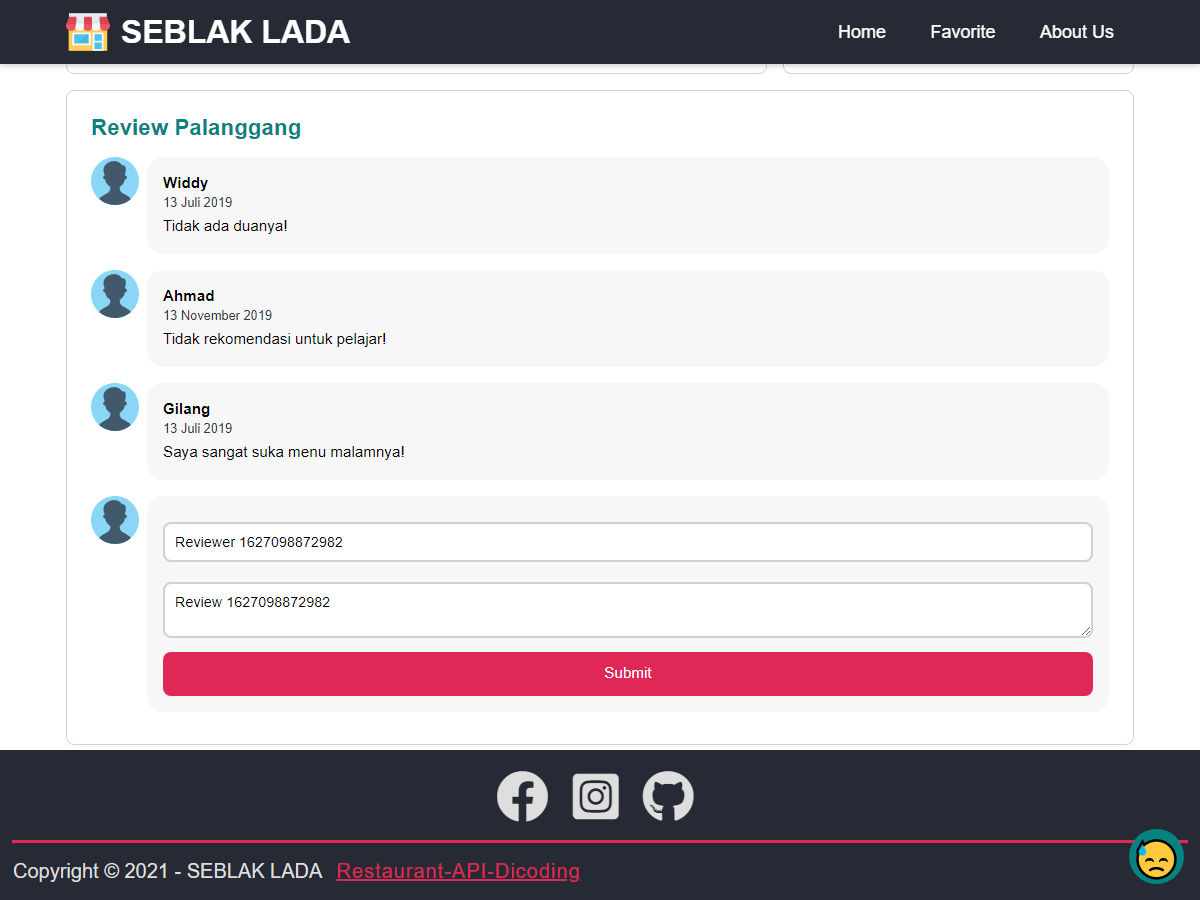 SEBLAK LADA
Home Favorite About Us
Review Palanggang
Widdy
13 Juli 2019
Tidak ada duanya!
Ahmad
13 November 2019
Tidak rekomendasi untuk pelajar!
Gilang
13 Juli 2019
Saya sangat suka menu malamnya!
Reviewer 1627098872982
Review 1627098872982
Submit
Copyright © 2021 - SEBLAK LADA Restaurant-API-Dicoding